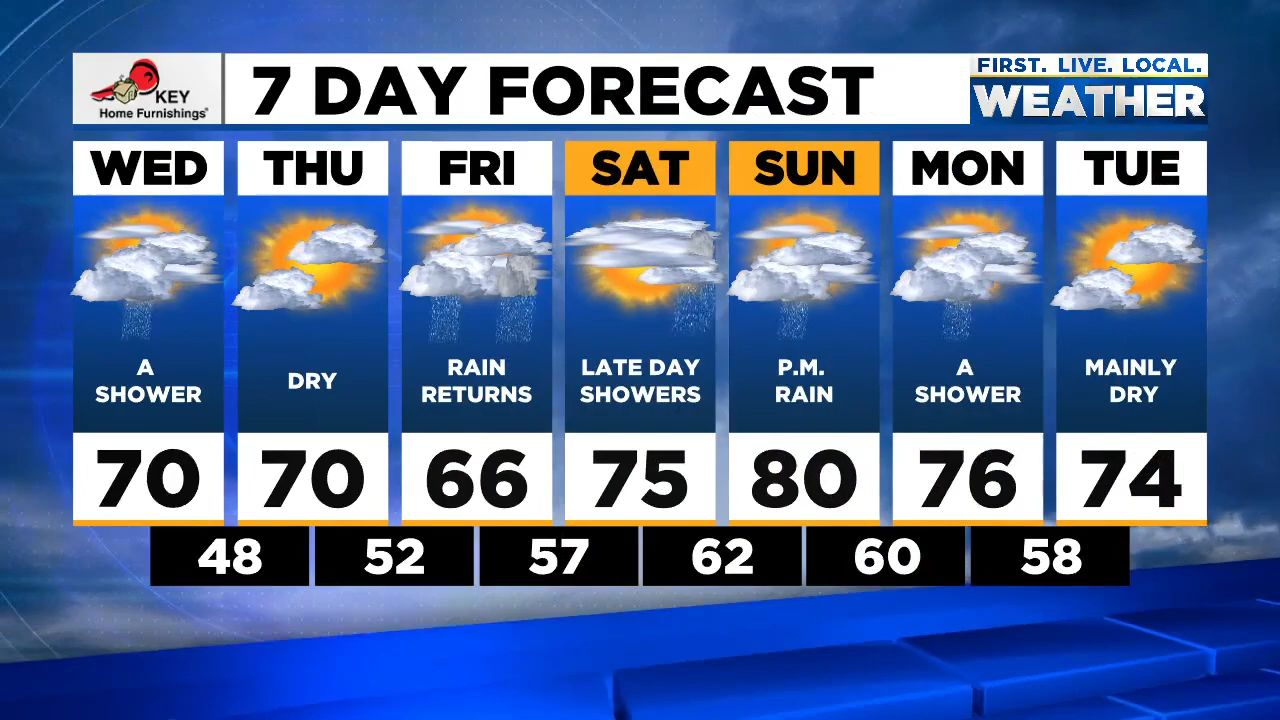 KEY
Home Furnishings®
7 DAY FORECAST
FIRST. LIVE. LOCAL.
WEATHER
WED THU FRI SAT SUN MON TUE
A
SHOWER
DRY
RAIN
RETURNS
LATE DAY
SHOWERS
P.M.
RAIN
A
SHOWER
MAINLY
DRY
70 70 66 75 80 76 74
48 52 57 62 60 58